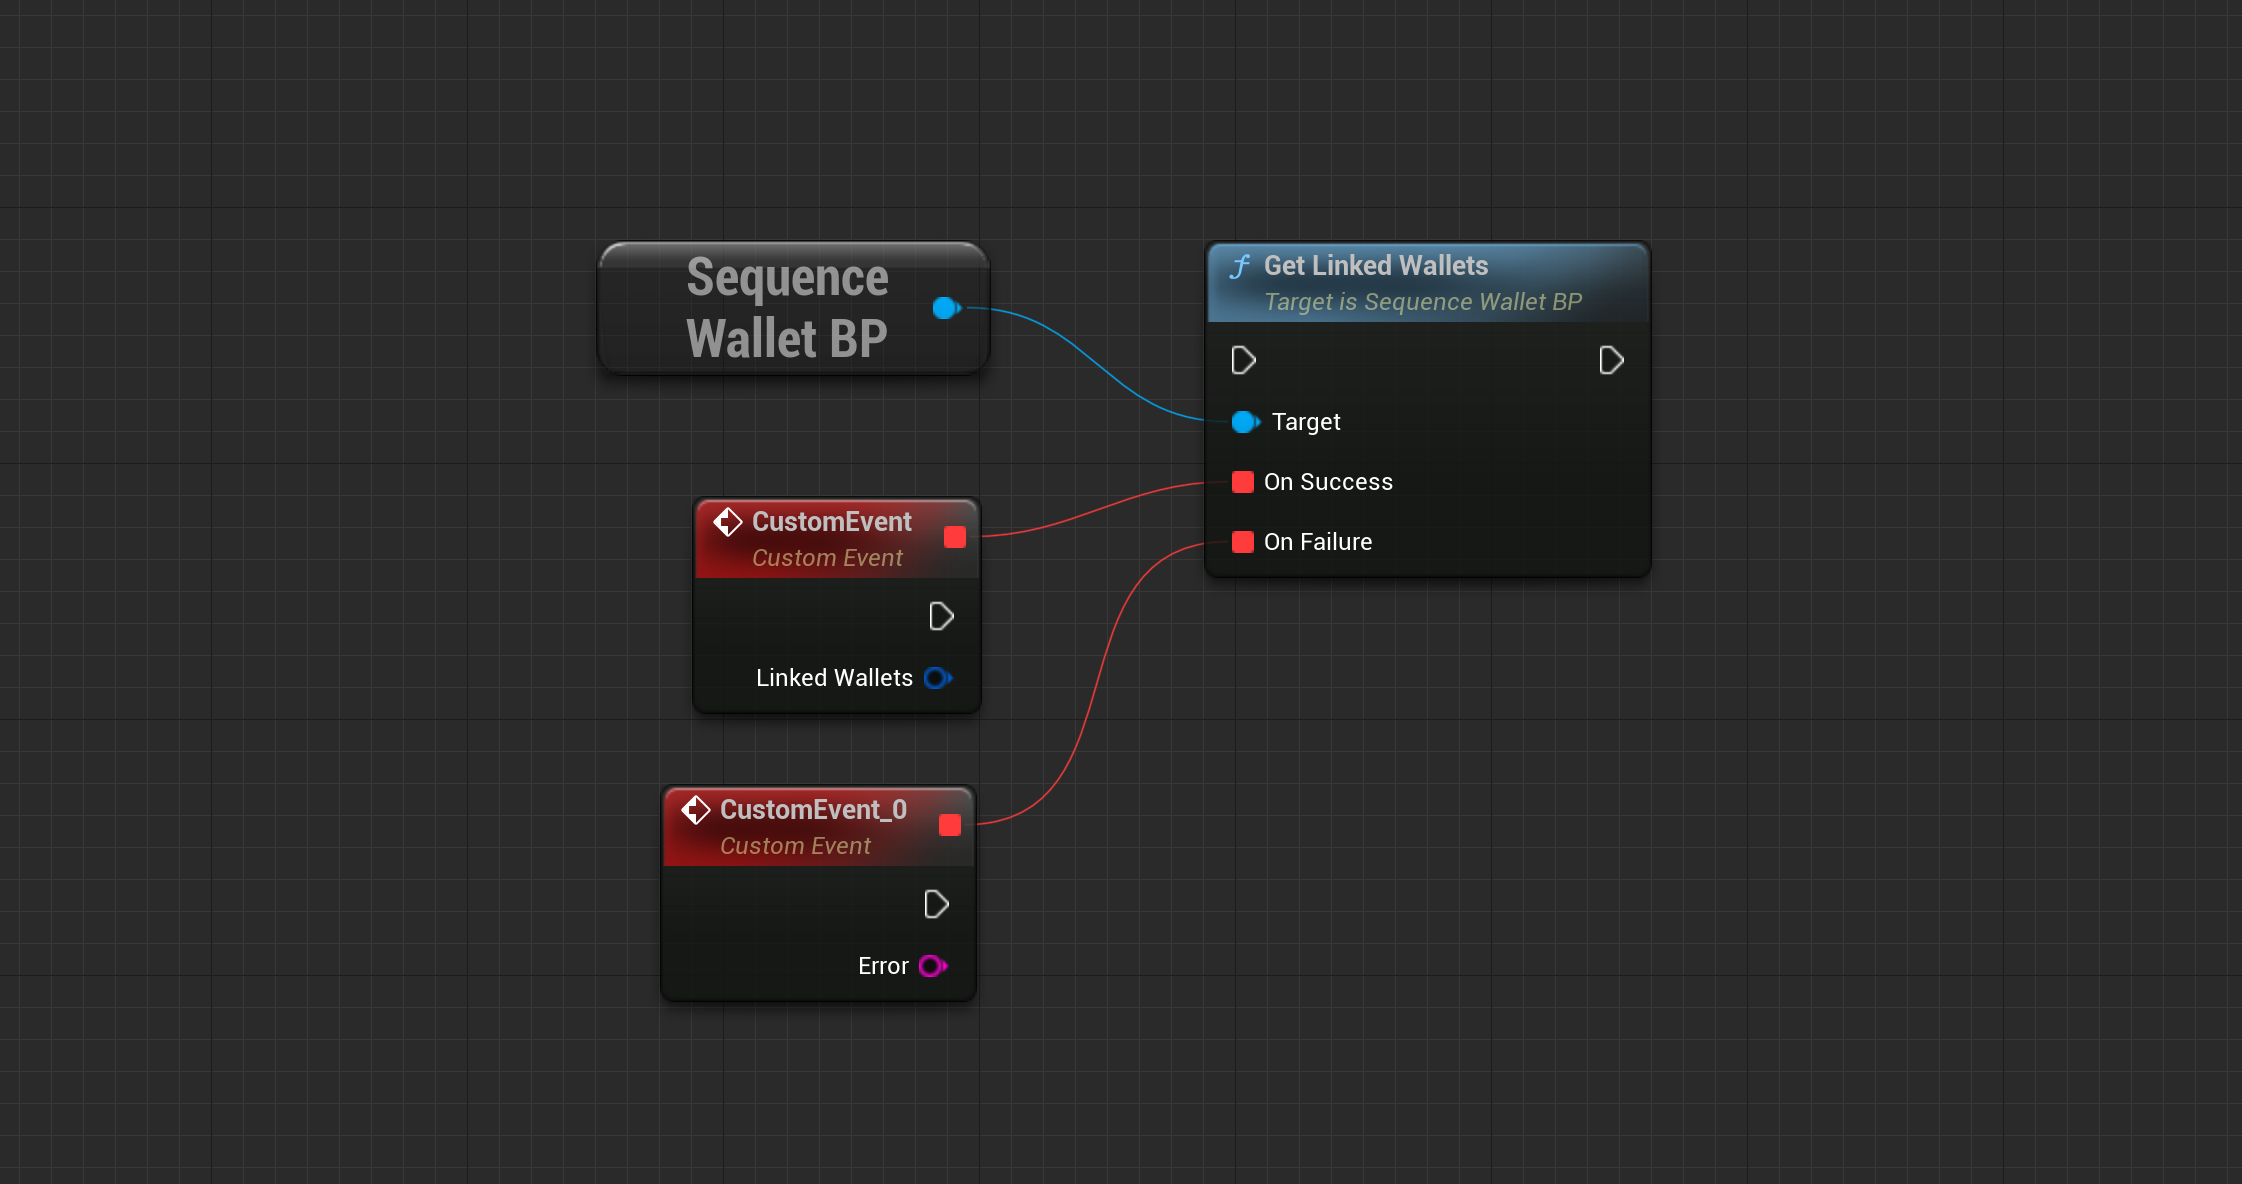 Sequence
Wallet BP
Get Linked Wallets
Target is Sequence Wallet BP
Target
On Success
On Failure
CustomEvent
Custom Event
Linked Wallets
CustomEvent_0
Custom Event
Error